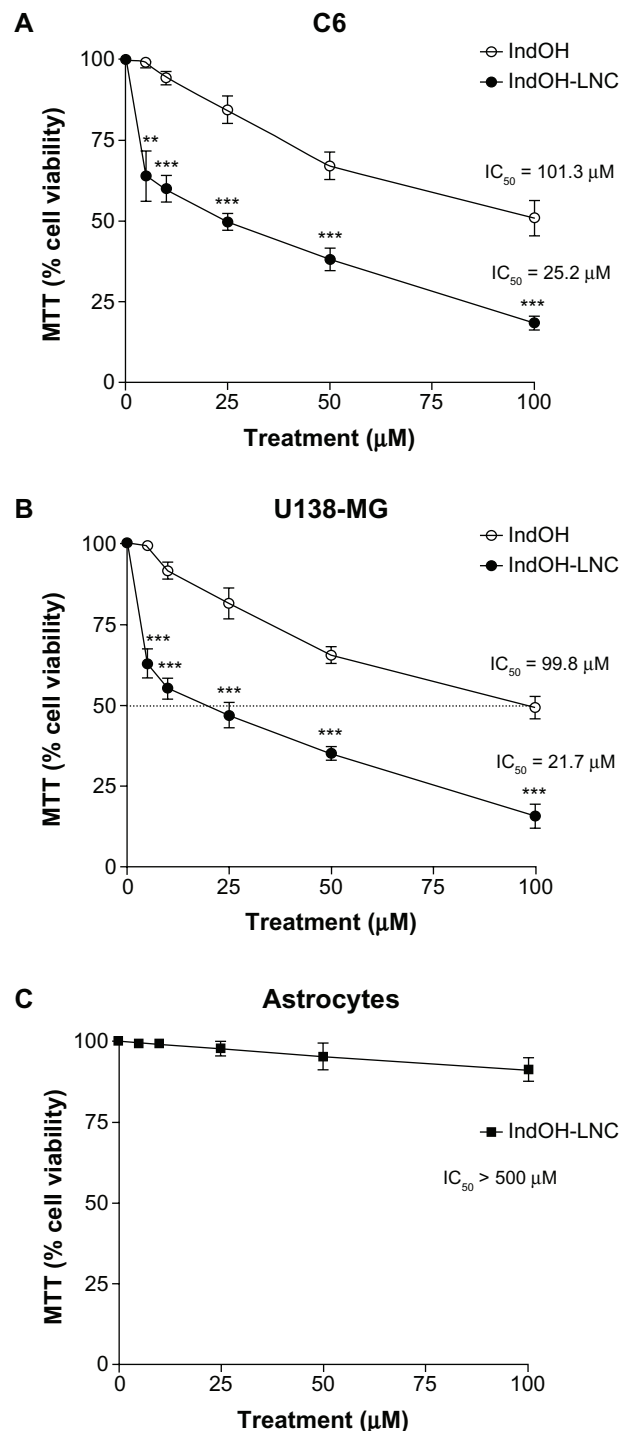 A
C6
IndOH
IndOH-LNC
100
75
50
25
0
MTT (% cell viability)
**
***
***
***
***
IC50 = 101.3 μM
IC50 = 25.2 μM
0
25
50
75
100
Treatment (μM)
B
U138-MG
IndOH
IndOH-LNC
100
75
50
25
0
MTT (% cell viability)
***
***
***
***
***
IC50 = 99.8 μM
IC50 = 21.7 μM
0
25
50
75
100
Treatment (μM)
C
Astrocytes
100
75
50
25
0
MTT (% cell viability)
IndOH-LNC
IC50 > 500 μM
0
25
50
75
100
Treatment (μM)